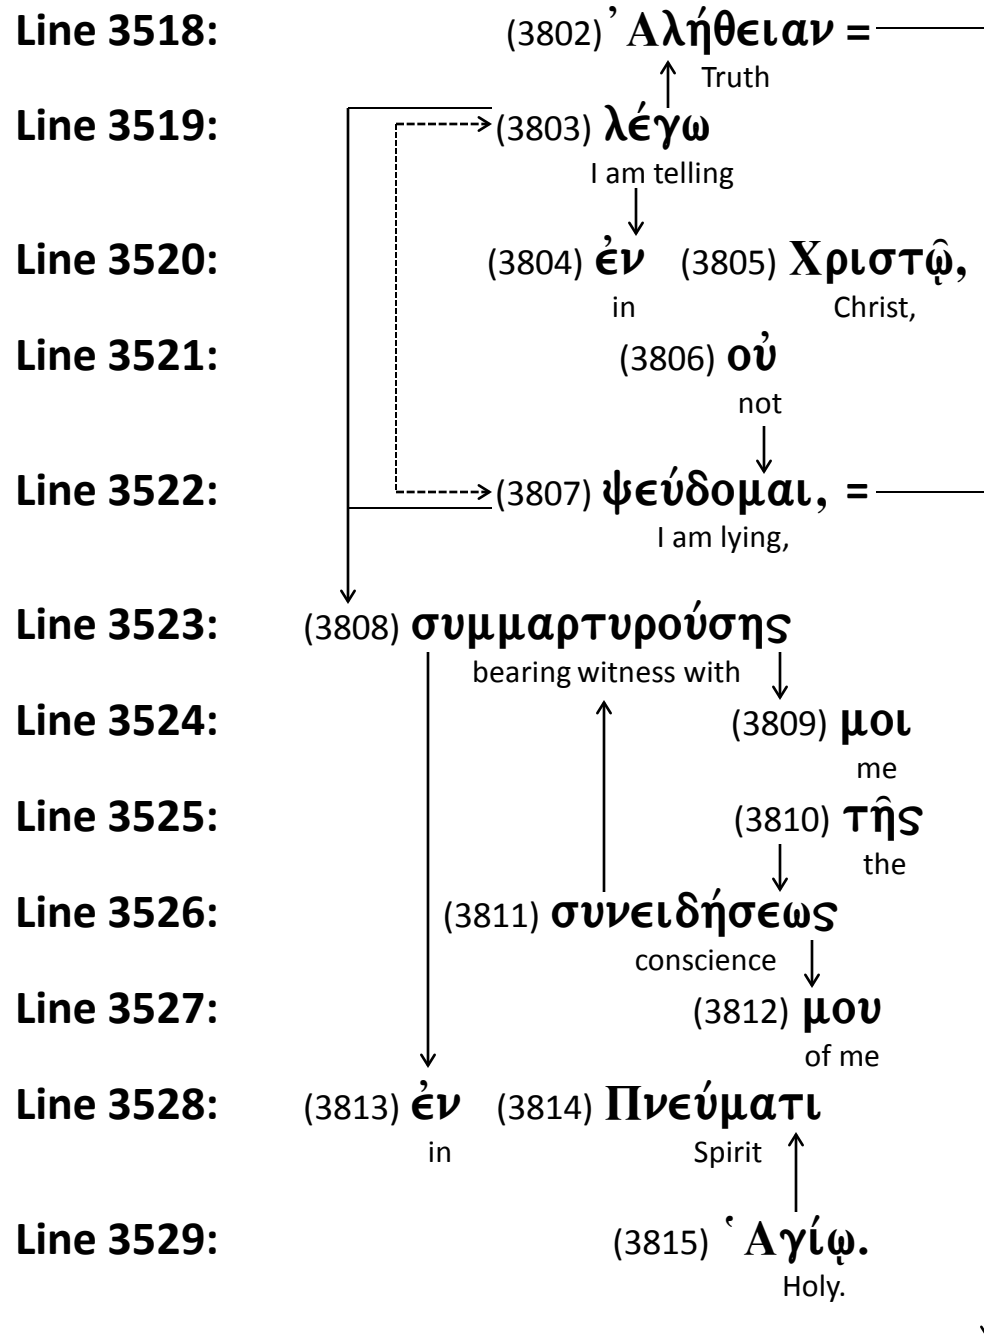 Line 3518: (3802) Ἀλήθειαν =
Truth
Line 3519: (3803) λέγω
I am telling
Line 3520: (3804) ἐν (3805) Χριστῷ,
in Christ,
Line 3521: (3806) οὐ
not
Line 3522: (3807) ψεύδομαι, =
I am lying,
Line 3523: (3808) συμμαρτυρούσης
bearing witness with
Line 3524: (3809) μοι
me
Line 3525: (3810) τῆς
the
Line 3526: (3811) συνειδήσεως
conscience
Line 3527: (3812) μου
of me
Line 3528: (3813) ἐν (3814) Πνεύματι
in Spirit
Line 3529: (3815) Ἁγίῳ.
Holy.